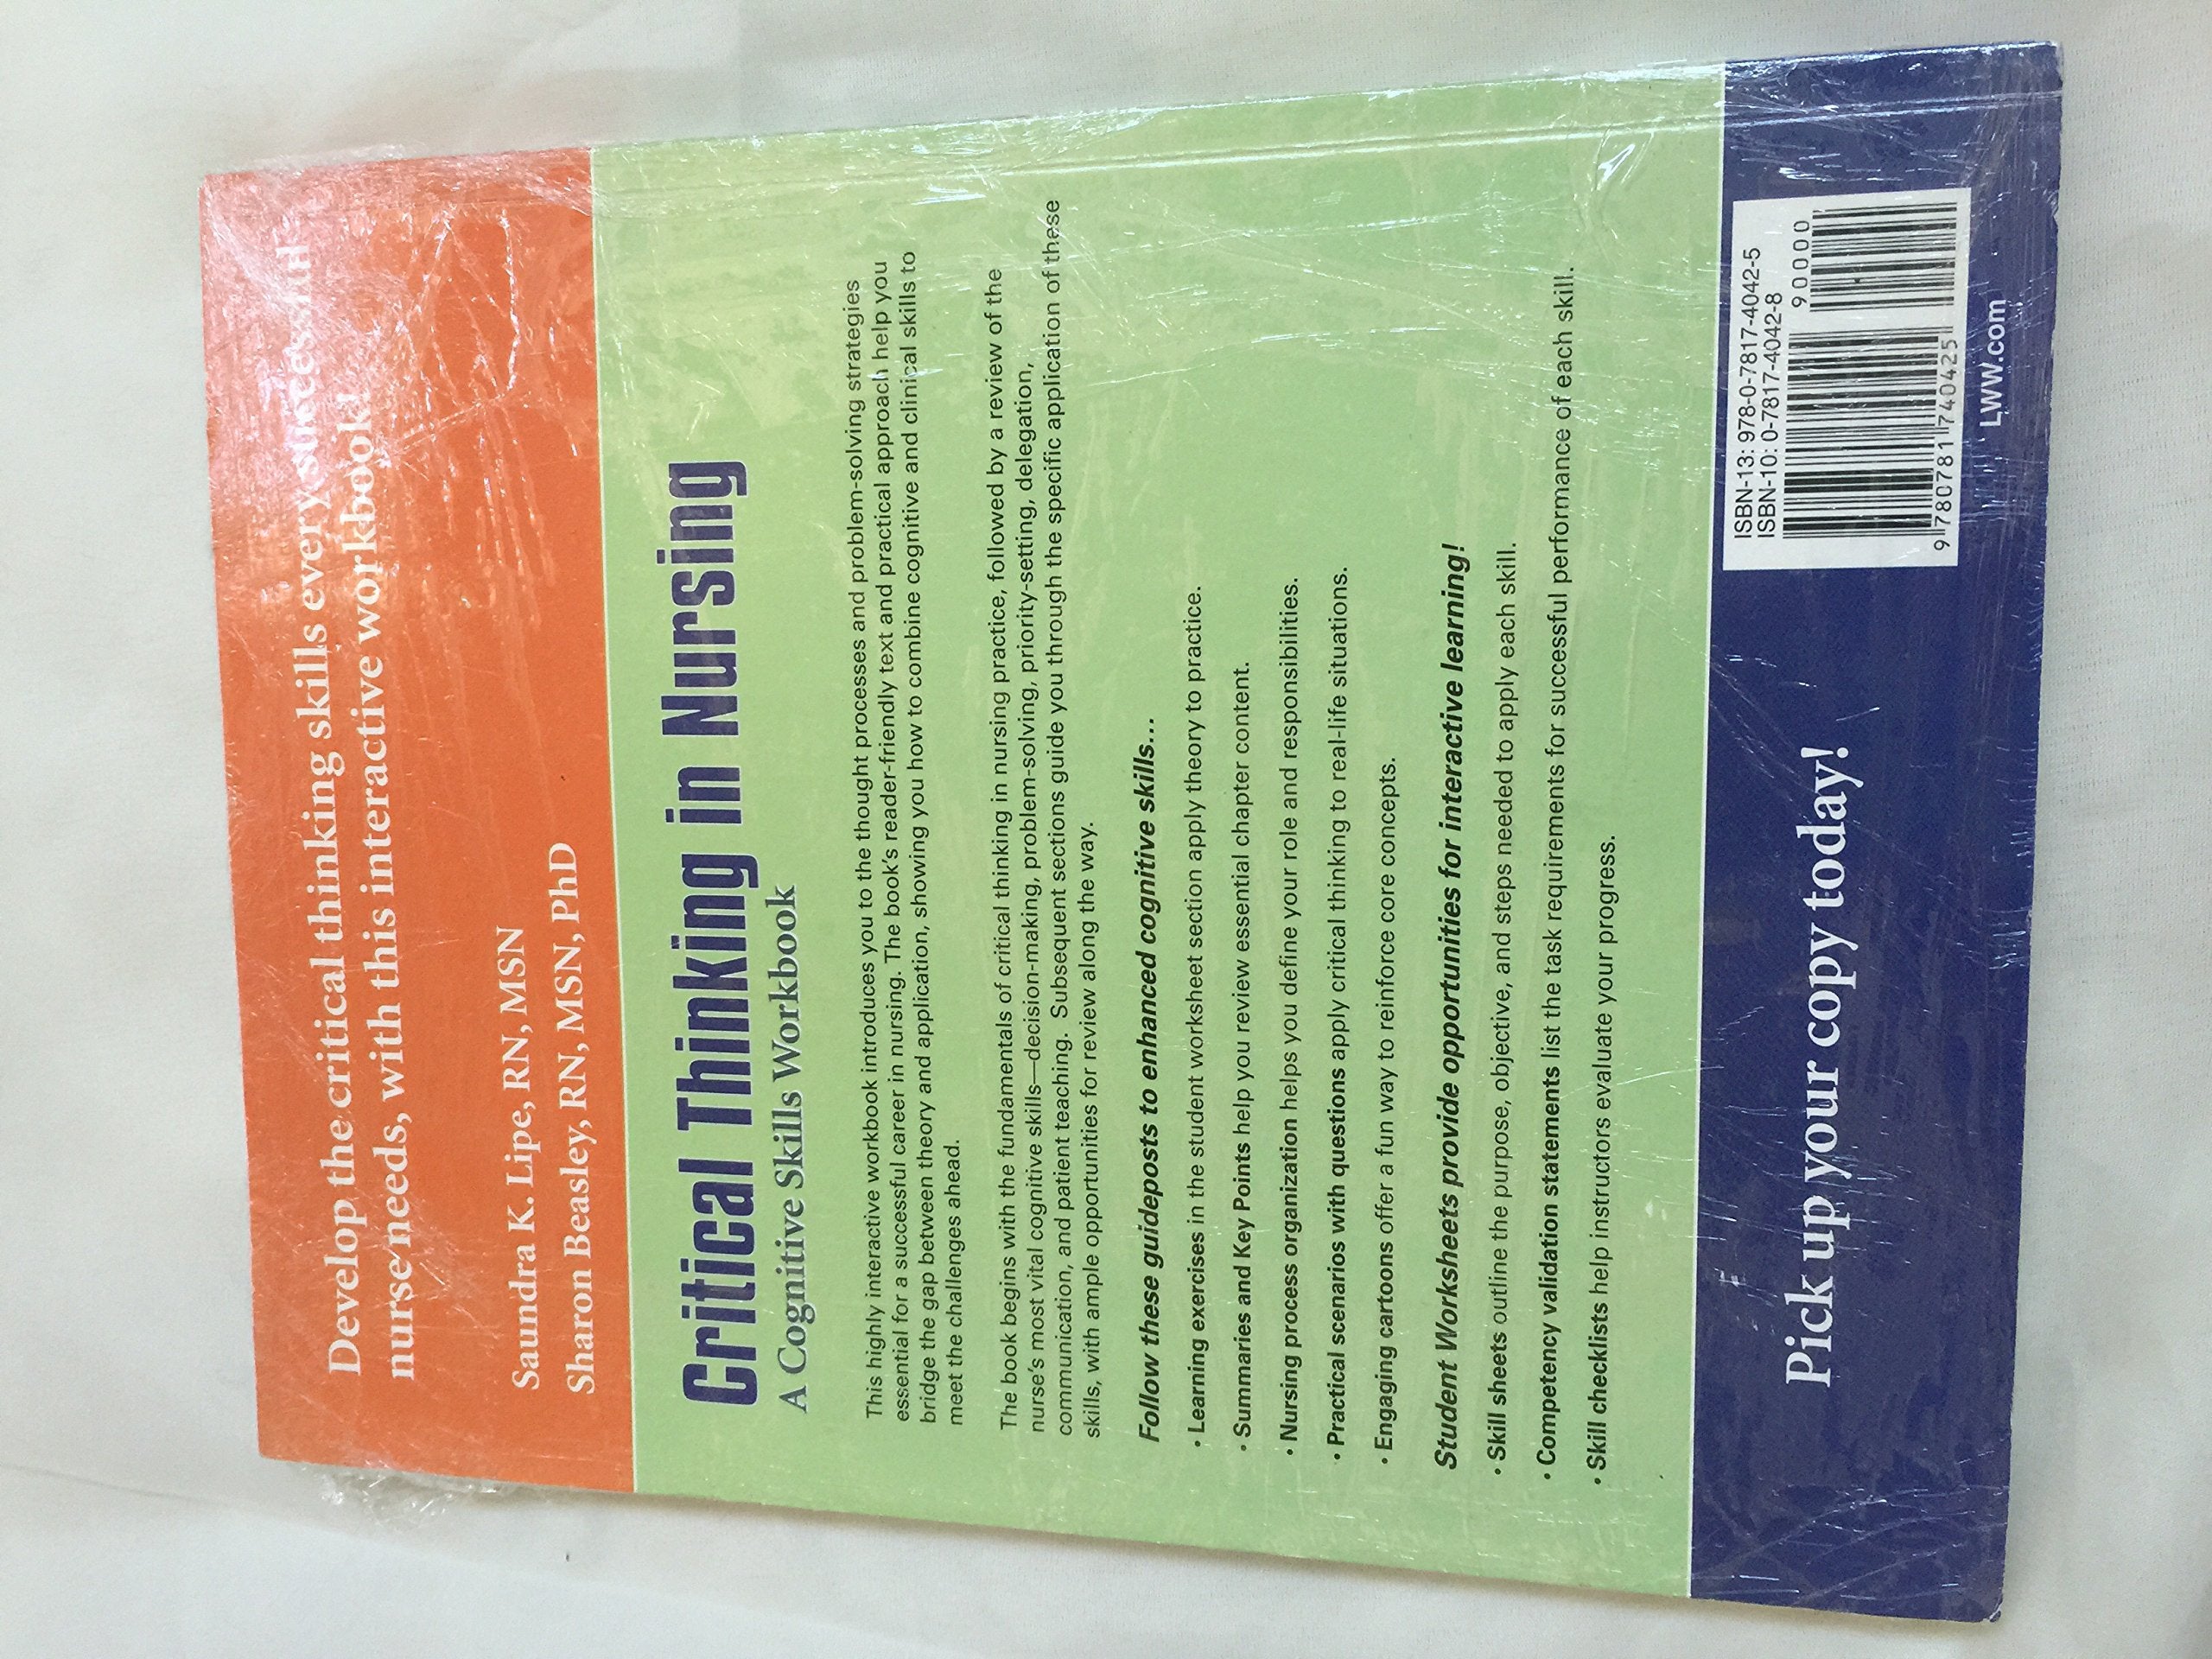 Develop the critical thinking skills every successful
nurse needs, with this interactive workbook!
Saundra K. Lipe, RN, MSN
Sharon Beasley, RN, MSN, PhD
Critical Thinking in Nursing
A Cognitive Skills Workbook
This highly interactive workbook introduces you to the thought processes and problem-solving strategies
essential for a successful career in nursing. The book's reader-friendly text and practical approach help you
bridge the gap between theory and application, showing you how to combine cognitive and clinical skills to
meet the challenges ahead.
The book begins with the fundamentals of critical thinking in nursing practice, followed by a review of the
nurse's most vital cognitive skills—decision-making, problem-solving, priority-setting, delegation,
communication, and patient teaching. Subsequent sections guide you through the specific application of these
skills, with ample opportunities for review along the way.
Follow these guideposts to enhanced cognitive skills...
• Learning exercises in the student worksheet section apply theory to practice.
• Summaries and Key Points help you review essential chapter content.
• Nursing process organization helps you define your role and responsibilities.
• Practical scenarios with questions apply critical thinking to real-life situations.
• Engaging cartoons offer a fun way to reinforce core concepts.
Student Worksheets provide opportunities for interactive learning!
• Skill sheets outline the purpose, objective, and steps needed to apply each skill.
• Competency validation statements list the task requirements for successful performance of each skill.
• Skill checklists help instructors evaluate your progress.
Pick up your copy today!
ISBN-13: 978-0-7817-4042-5
ISBN-10: 0-7817-4042-8
90000
9 780781 740425
LWW.com